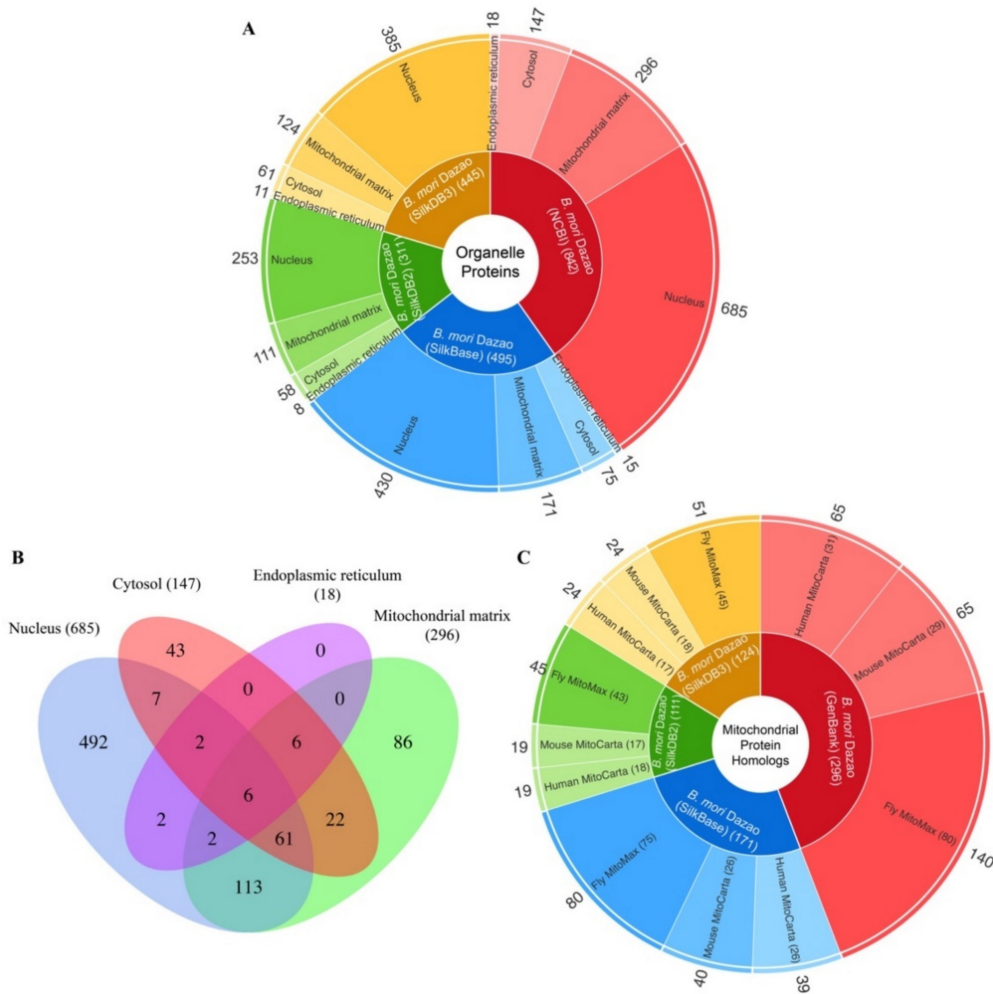 A
18
147
296
685
15
75
171
430
8
58
111
253
11
61
124
385
Endoplasmic reticulum
Cytosol
Mitochondrial matrix
Nucleus
Endoplasmic reticulum
Cytosol
Mitochondrial matrix
Nucleus
Endoplasmic reticulum
Cytosol
Mitochondrial matrix
Nucleus
Endoplasmic reticulum
Cytosol
Mitochondrial matrix
Nucleus
B. mori Dazao
(NCBI) (842)
B. mori Dazao
(SilkBase) (495)
B. mori Dazao
(SilkDB2) (311)
B. mori Dazao
(SilkDB3) (445)
Organelle
Proteins
B
Cytosol (147)
Endoplasmic reticulum
(18)
Nucleus (685)
Mitochondrial matrix
(296)
43
0
7
0
0
492
2
6
86
6
2
2
61
22
113
C
65
65
140
39
40
80
19
19
45
24
24
51
Human MitoCarta (31)
Mouse MitoCarta (29)
Fly MitoMax (80)
Human MitoCarta (26)
Mouse MitoCarta (26)
Fly MitoMax (75)
Human MitoCarta (18)
Mouse MitoCarta (17)
Fly MitoMax (43)
Human MitoCarta (17)
Mouse MitoCarta (18)
Fly MitoMax (45)
B. mori Dazao
(GenBank) (296)
B. mori Dazao
(SilkBase) (171)
B. mori Dazao
(SilkDB2) (111)
B. mori Dazao
(SilkDB3) (124)
Mitochondrial
Protein
Homologs